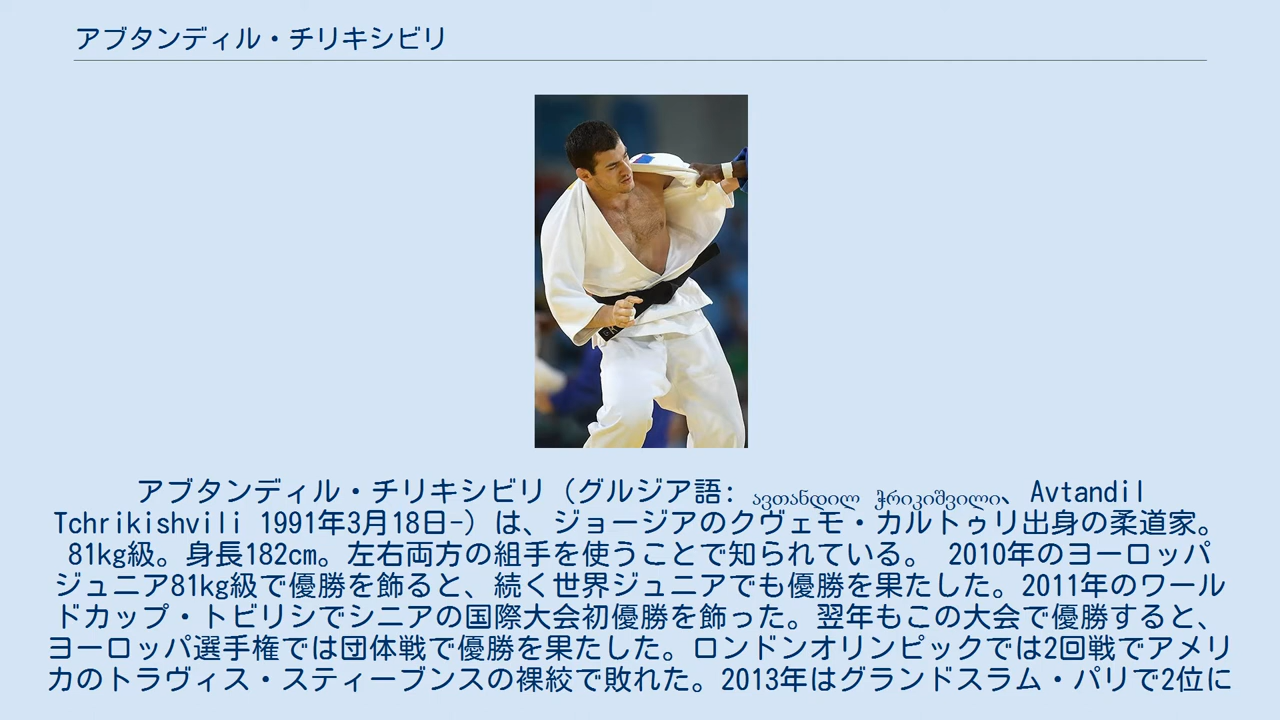 アブタンディル・チリキシビリ
アブタンディル・チリキシビリ（グルジア語: ავთანდილ ჭრიკიშვილი、Avtandil
Tchrikishvili 1991年3月18日-）は、ジョージアのクヴェモ・カルトゥリ出身の柔道家。
81kg級。身長182cm。左右両方の組手を使うことで知られている。 2010年のヨーロッパ
ジュニア81kg級で優勝を飾ると、続く世界ジュニアでも優勝を果たした。2011年のワール
ドカップ・トビリシでシニアの国際大会初優勝を飾った。翌年もこの大会で優勝すると、
ヨーロッパ選手権では団体戦で優勝を果たした。ロンドンオリンピックでは2回戦でアメリ
カのトラヴィス・スティーブンスの裸絞で敗れた。2013年はグランドスラム・パリで2位に